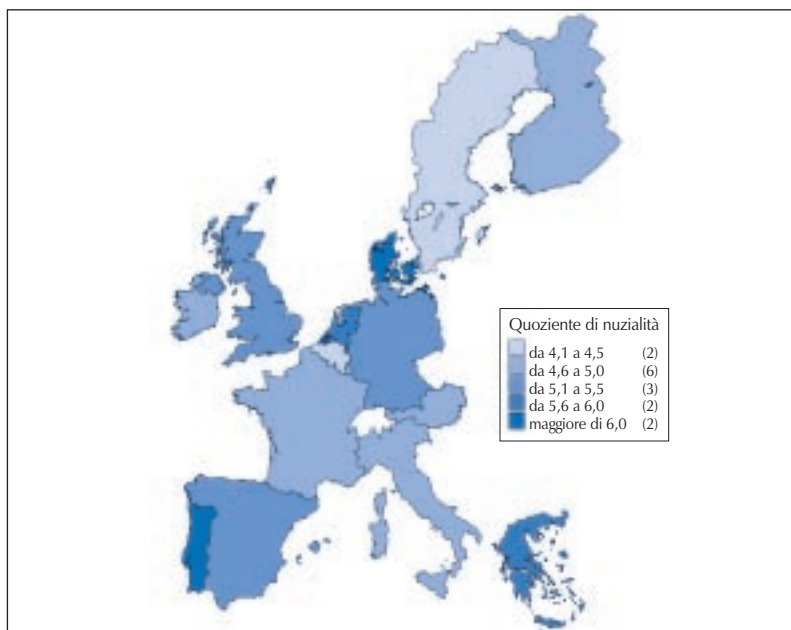 Quoziente di nuzialità
da 4,1 a 4,5 (2)
da 4,6 a 5,0 (6)
da 5,1 a 5,5 (3)
da 5,6 a 6,0 (2)
maggiore di 6,0 (2)